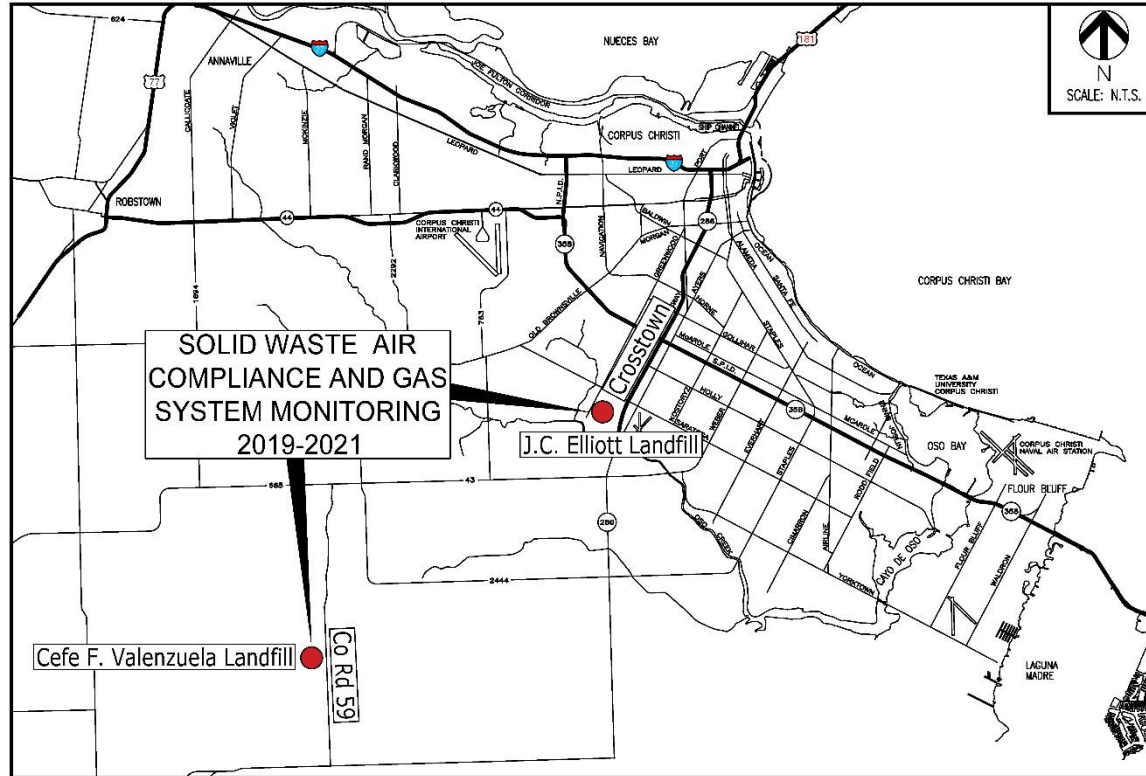 624
NUECES BAY
181
N
SCALE: N.T.S.
77
ANNAVILLE
JOE FULTON CORRIDOR
CALLICOATE
VIOLET
MCKINZIE
RAND MORGAN
CLARKWOOD
LEOPARD
CORPUS CHRISTI
SHIP CHANNEL
PORT
LEOPARD
N.P.I.D.
NAVIGATION
ROBSTOWN
44
44
CORPUS CHRISTI
INTERNATIONAL
AIRPORT
358
286
BALDWIN
MORGAN
GREENWOOD
ALAMEDA
OCEAN
SANTA FE
CORPUS CHRISTI BAY
1694
2292
763
OLD BROWNSVILLE
AYERS
HORNE
GOLLIHAR
STAPLES
McARDLE
S.P.I.D.
OCEAN
SOLID WASTE AIR
COMPLIANCE AND GAS
SYSTEM MONITORING
2019-2021
Crosstown
J.C. Elliott Landfill
KOSTORYZ
SARATOGA
WEBER
HOLLY
EVERHART
STAPLES
358
McARDLE
TEXAS A&M
UNIVERSITY
CORPUS CHRISTI
OSO BAY
CORPUS CHRISTI
NAVAL AIR STATION
FLOUR BLUFF
RODD FIELD
CIMARRON
AIRLINE
358
FLOUR BLUFF
WALDRON
CAYO DE OSO
YORKTOWN
OSO CREEK
665
43
286
2444
Cefe F. Valenzuela Landfill
Co Rd 59
LAGUNA
MADRE